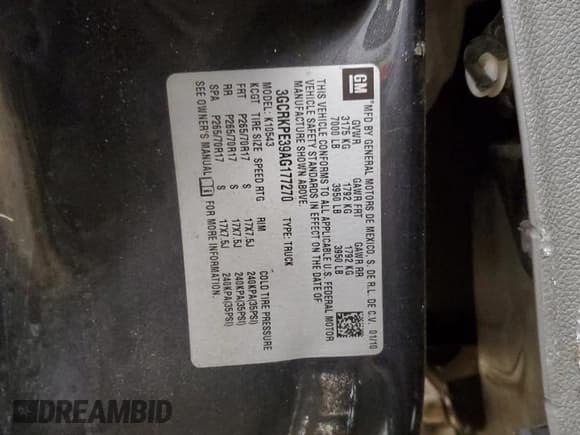 GM
MFD BY GENERAL MOTORS DE MEXICO, S. DE R.L. DE C.V. 01/10
GVWR GAWR FRT GAWR RR
3175 KG 1792 KG 1792 KG
7000 LB 3950 LB 3950 LB
THIS VEHICLE CONFORMS TO ALL APPLICABLE U.S. FEDERAL MOTOR
VEHICLE SAFETY STANDARDS IN EFFECT ON THE DATE OF
MANUFACTURE SHOWN ABOVE.
3GCRKPE39AG177270 TYPE: TRUCK
MODEL: K10543
KCGT TIRE SIZE SPEED RTG RIM COLD TIRE PRESSURE
FRT P265/70R17 S 17X7.5J 240KPA(35PSI)
RR P265/70R17 S 17X7.5J 240KPA(35PSI)
SPA P265/70R17 S 17X7.5J 240KPA(35PSI)
SEE OWNER'S MANUAL FOR MORE INFORMATION.
DREAMBID